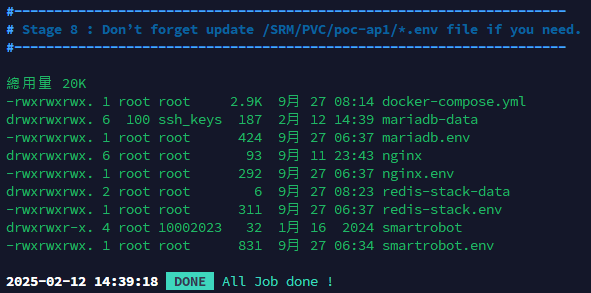 #-----------------------------------------------------------------
# Stage 8 : Don't forget update /SRM/PVC/poc-ap1/*.env file if you need.
#-----------------------------------------------------------------
總用量 20K
-rwxrwxrwx. 1 root root     2.9K  9月 27 08:14 docker-compose.yml
drwxrwxrwx. 6  100 ssh_keys  187  2月 12 14:39 mariadb-data
-rwxrwxrwx. 1 root root      424  9月 27 06:37 mariadb.env
drwxrwxrwx. 6 root root       93  9月 11 23:43 nginx
-rwxrwxrwx. 1 root root      292  9月 27 06:37 nginx.env
drwxrwxrwx. 2 root root        6  9月 27 08:23 redis-stack-data
-rwxrwxrwx. 1 root root      311  9月 27 06:37 redis-stack.env
drwxrwxr-x. 4 root 10002023   32  1月 16  2024 smartrobot
-rwxrwxrwx. 1 root root      831  9月 27 06:34 smartrobot.env
2025-02-12 14:39:18 DONE All Job done !